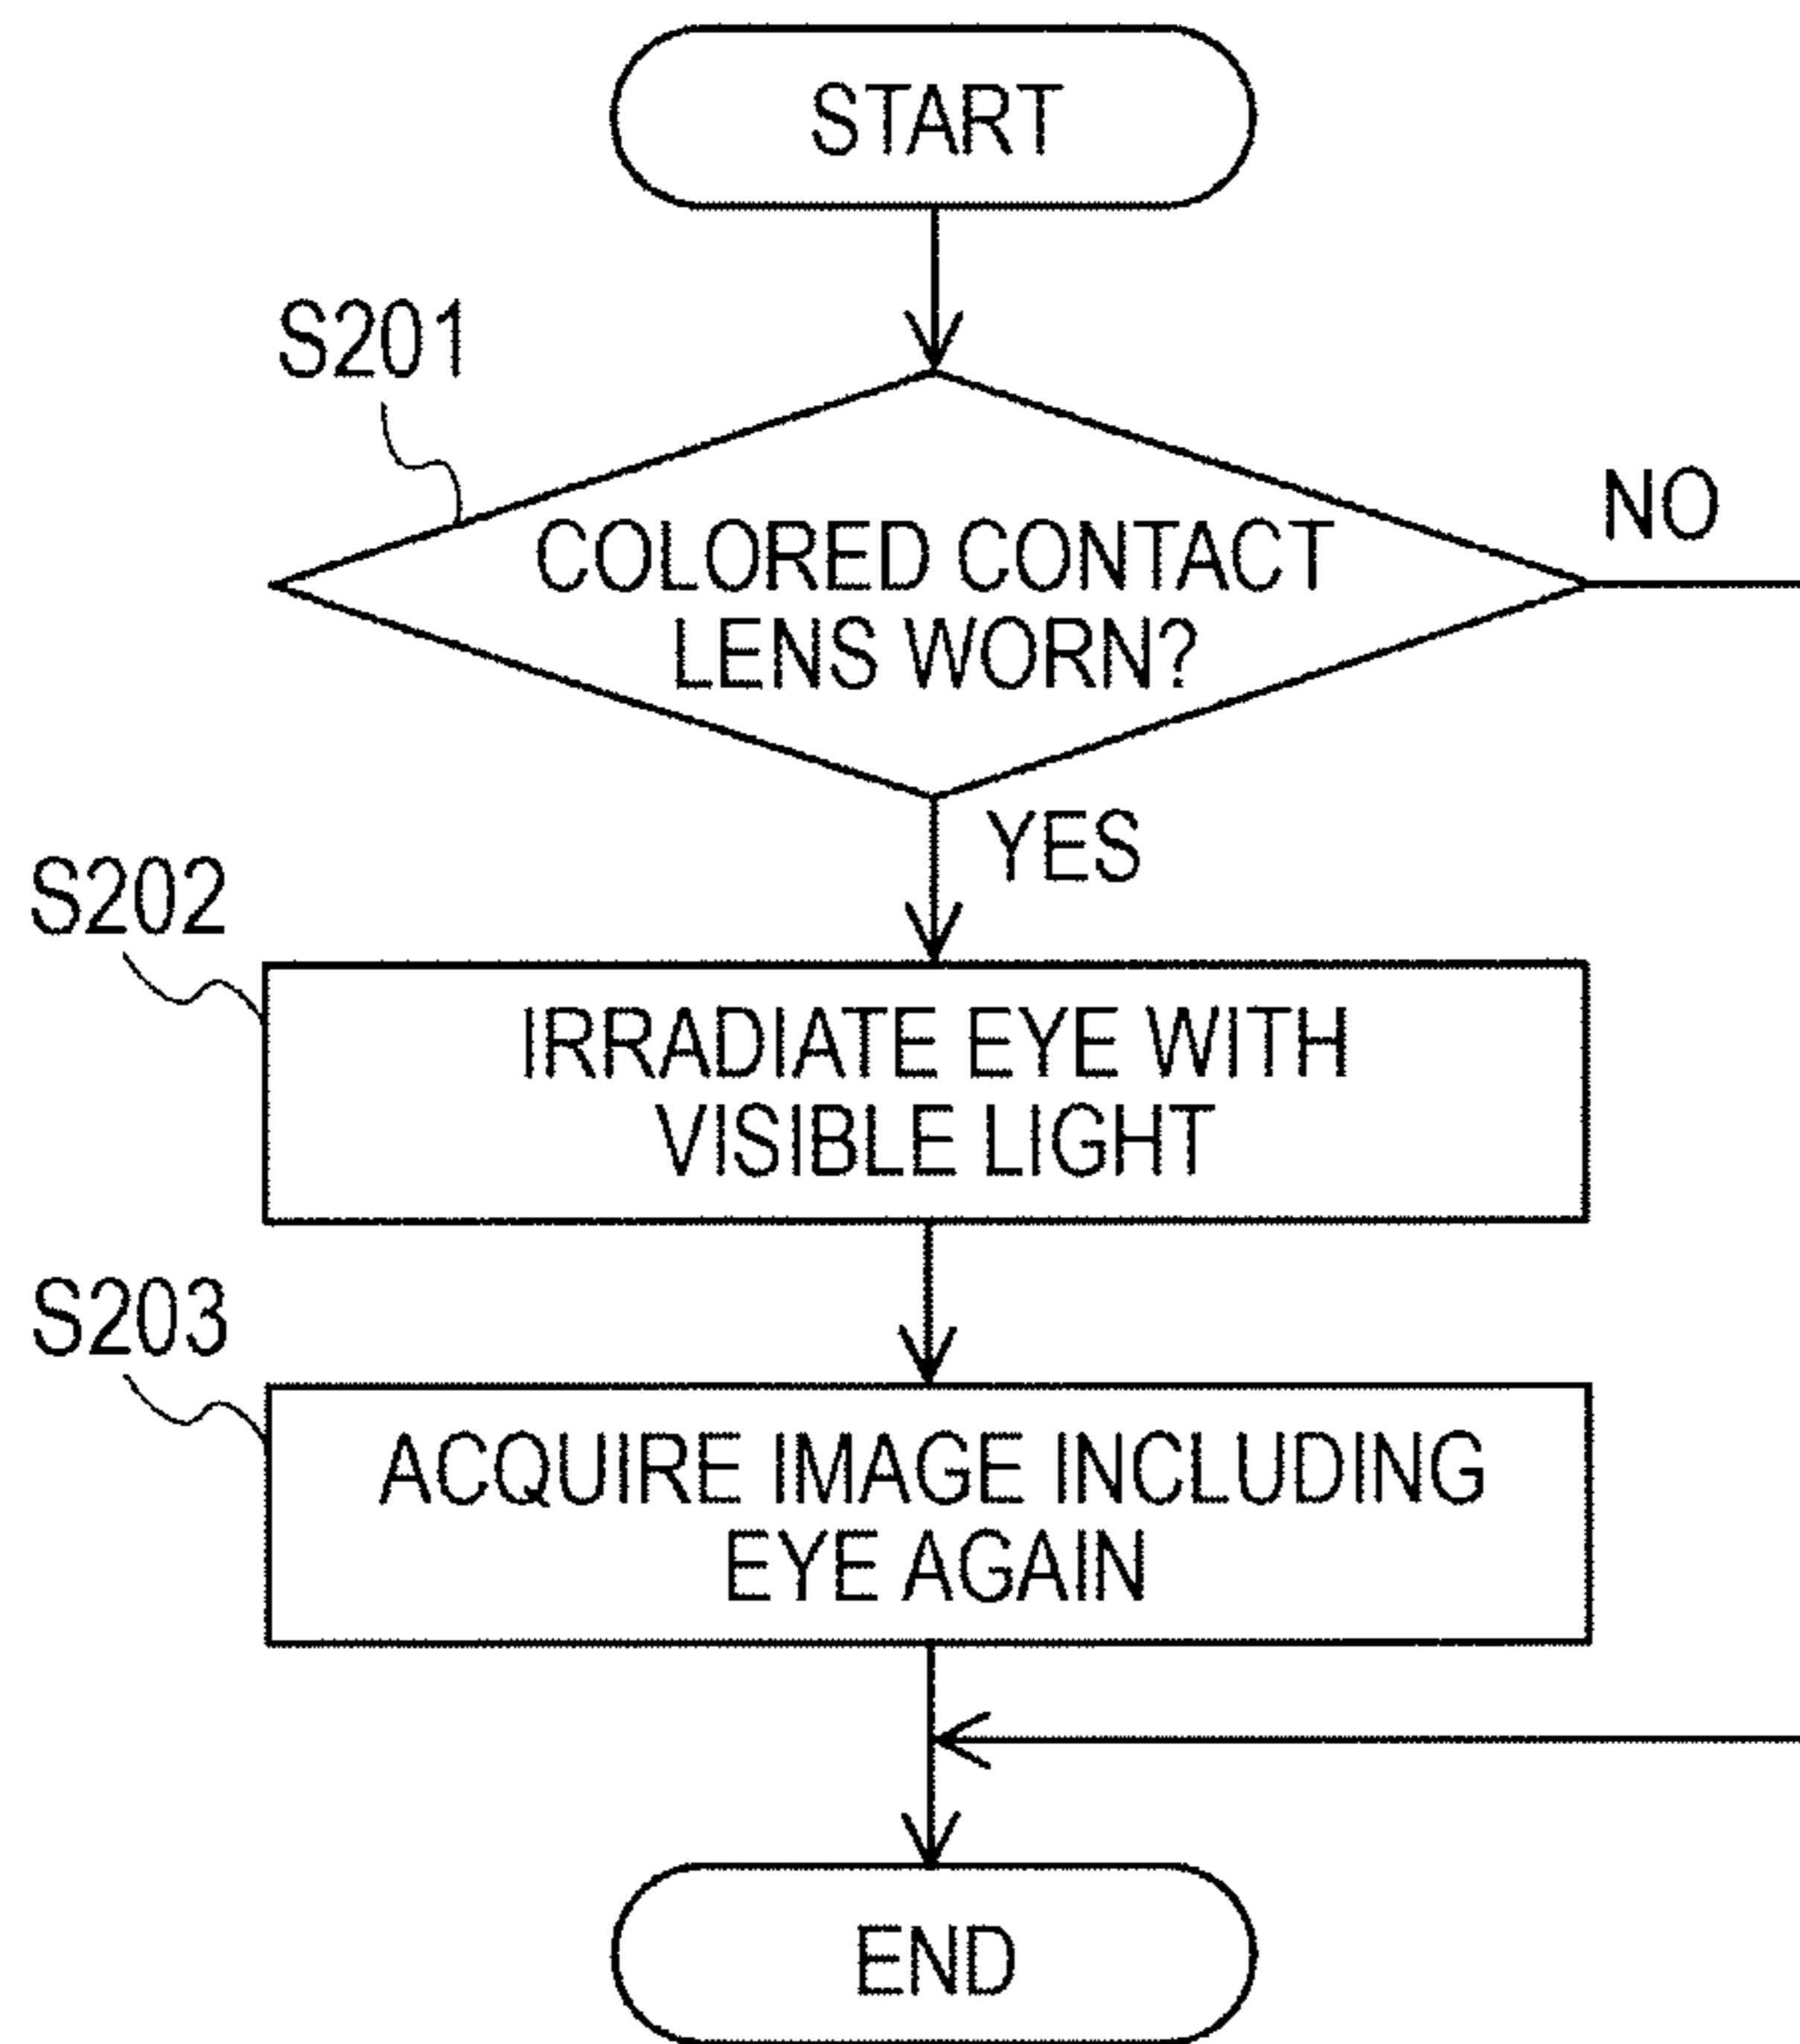 START
S201
COLORED CONTACT
LENS WORN?
NO
YES
S202
IRRADIATE EYE WITH
VISIBLE LIGHT
S203
ACQUIRE IMAGE INCLUDING
EYE AGAIN
END